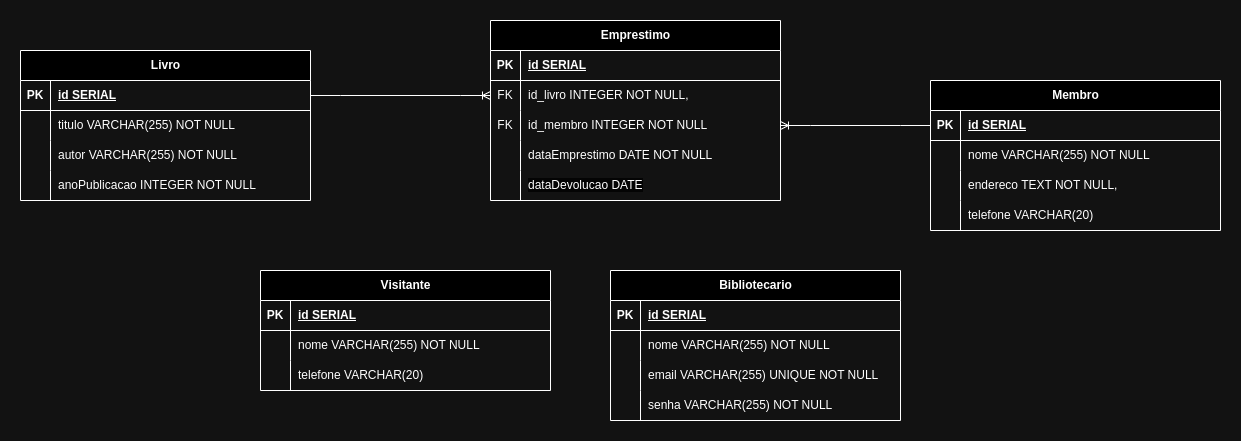 Livro
PK id SERIAL
titulo VARCHAR(255) NOT NULL
autor VARCHAR(255) NOT NULL
anoPublicacao INTEGER NOT NULL
Emprestimo
PK id SERIAL
FK id_livro INTEGER NOT NULL,
FK id_membro INTEGER NOT NULL
dataEmprestimo DATE NOT NULL
dataDevolucao DATE
Membro
PK id SERIAL
nome VARCHAR(255) NOT NULL
endereco TEXT NOT NULL,
telefone VARCHAR(20)
Visitante
PK id SERIAL
nome VARCHAR(255) NOT NULL
telefone VARCHAR(20)
Bibliotecario
PK id SERIAL
nome VARCHAR(255) NOT NULL
email VARCHAR(255) UNIQUE NOT NULL
senha VARCHAR(255) NOT NULL